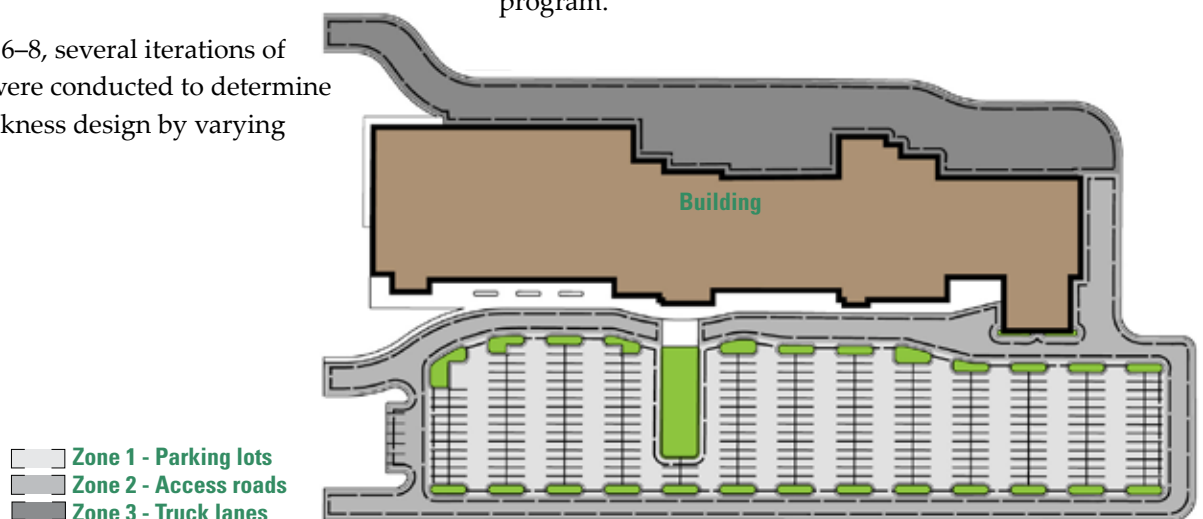 program.
6–8, several iterations of
were conducted to determine
kness design by varying
Building
Zone 1 - Parking lots
Zone 2 - Access roads
Zone 3 - Truck lanes